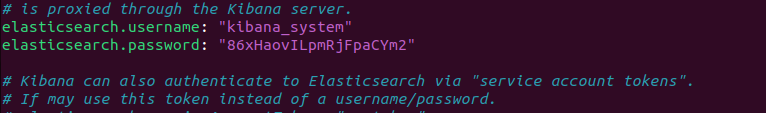 # is proxied through the Kibana server.
elasticsearch.username: "kibana_system"
elasticsearch.password: "86xHaovILpmRjFpaCYm2"
# Kibana can also authenticate to Elasticsearch via "service account tokens".
# If may use this token instead of a username/password.